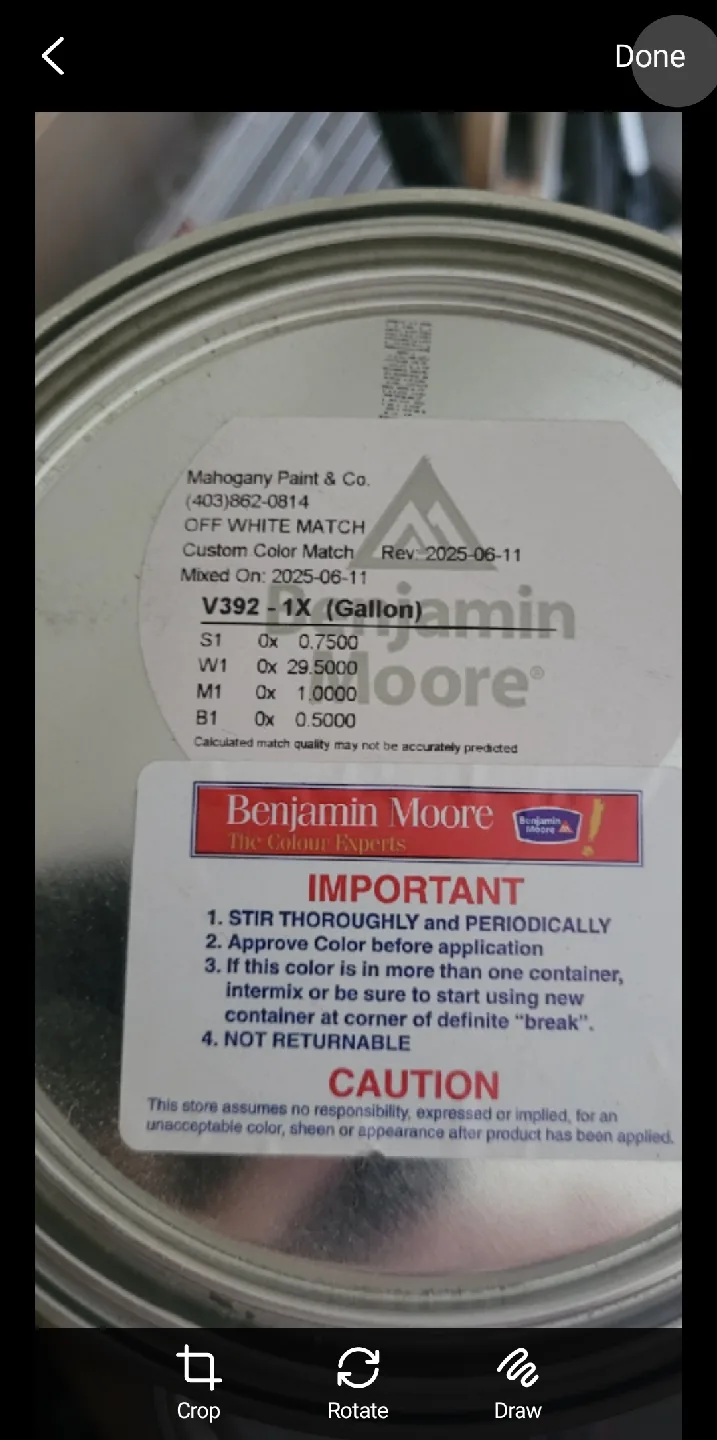 Done
Mahogany Paint & Co.
(403)862-0814
OFF WHITE MATCH
Custom Color Match Rev: 2025-06-11
Mixed On: 2025-06-11
V392 - 1X (Gallon)
S1 0x 0.7500
W1 0x 29.5000
M1 0x 1.0000
B1 0x 0.5000
Calculated match quality may not be accurately predicted
Benjamin
Moore®
Benjamin Moore
Benjamin
Moore
The Colour Experts
IMPORTANT
1. STIR THOROUGHLY and PERIODICALLY
2. Approve Color before application
3. If this color is in more than one container,
intermix or be sure to start using new
container at corner of definite “break”.
4. NOT RETURNABLE
CAUTION
This store assumes no responsibility, expressed or implied, for an
unacceptable color, sheen or appearance after product has been applied.
Crop Rotate Draw